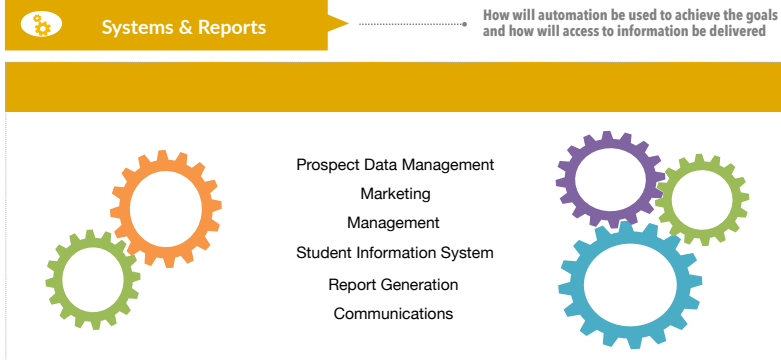 Systems & Reports
How will automation be used to achieve the goals
and how will access to information be delivered
Prospect Data Management
Marketing
Management
Student Information System
Report Generation
Communications